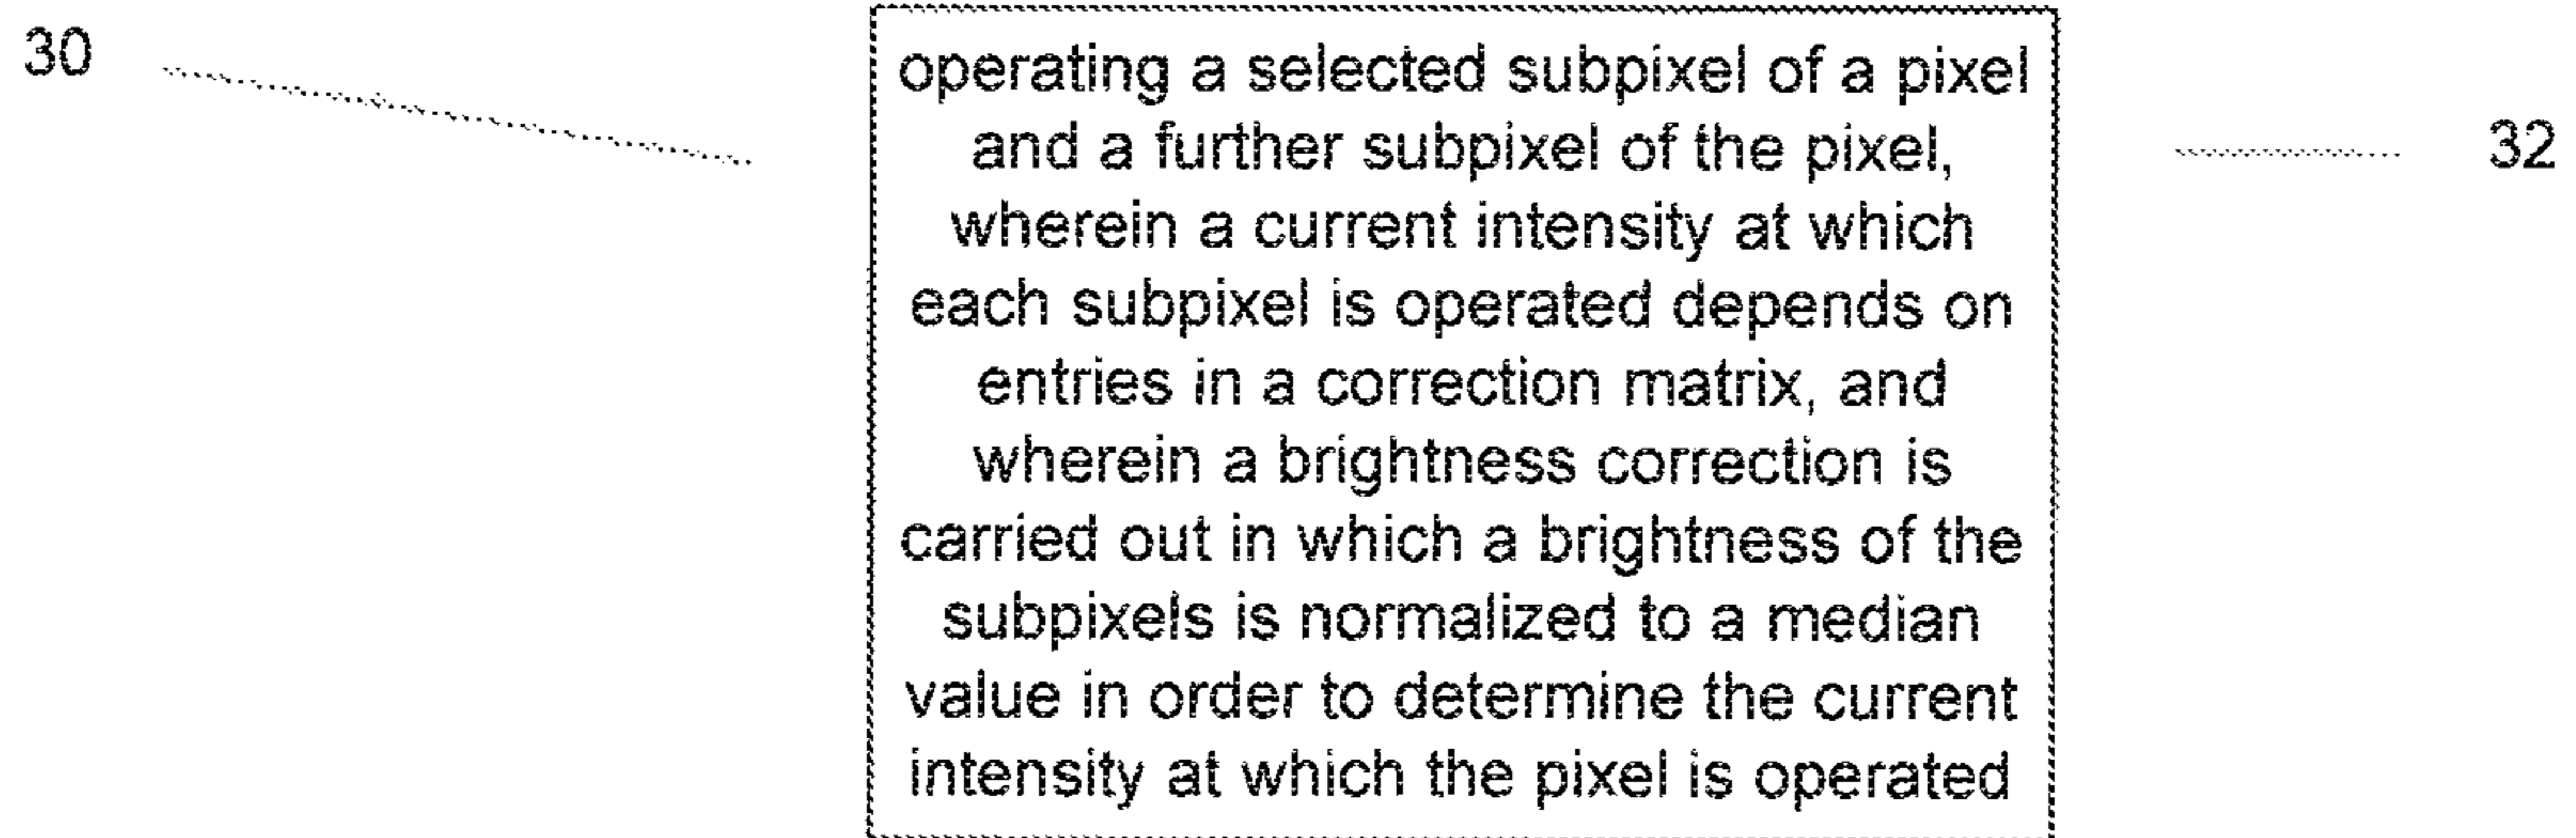 30
operating a selected subpixel of a pixel
and a further subpixel of the pixel,
wherein a current intensity at which
each subpixel is operated depends on
entries in a correction matrix, and
wherein a brightness correction is
carried out in which a brightness of the
subpixels is normalized to a median
value in order to determine the current
intensity at which the pixel is operated
32